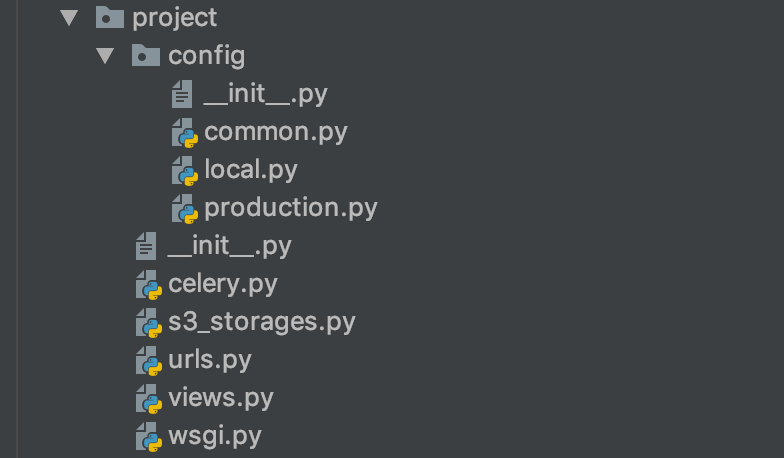 project
config
__init__.py
common.py
local.py
production.py
__init__.py
celery.py
s3_storages.py
urls.py
views.py
wsgi.py